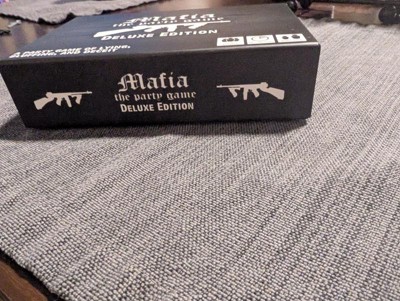 Mafia
the party game
DELUXE EDITION
A PARTY GAME OF LYING,
Mafia
the party game
DELUXE EDITION